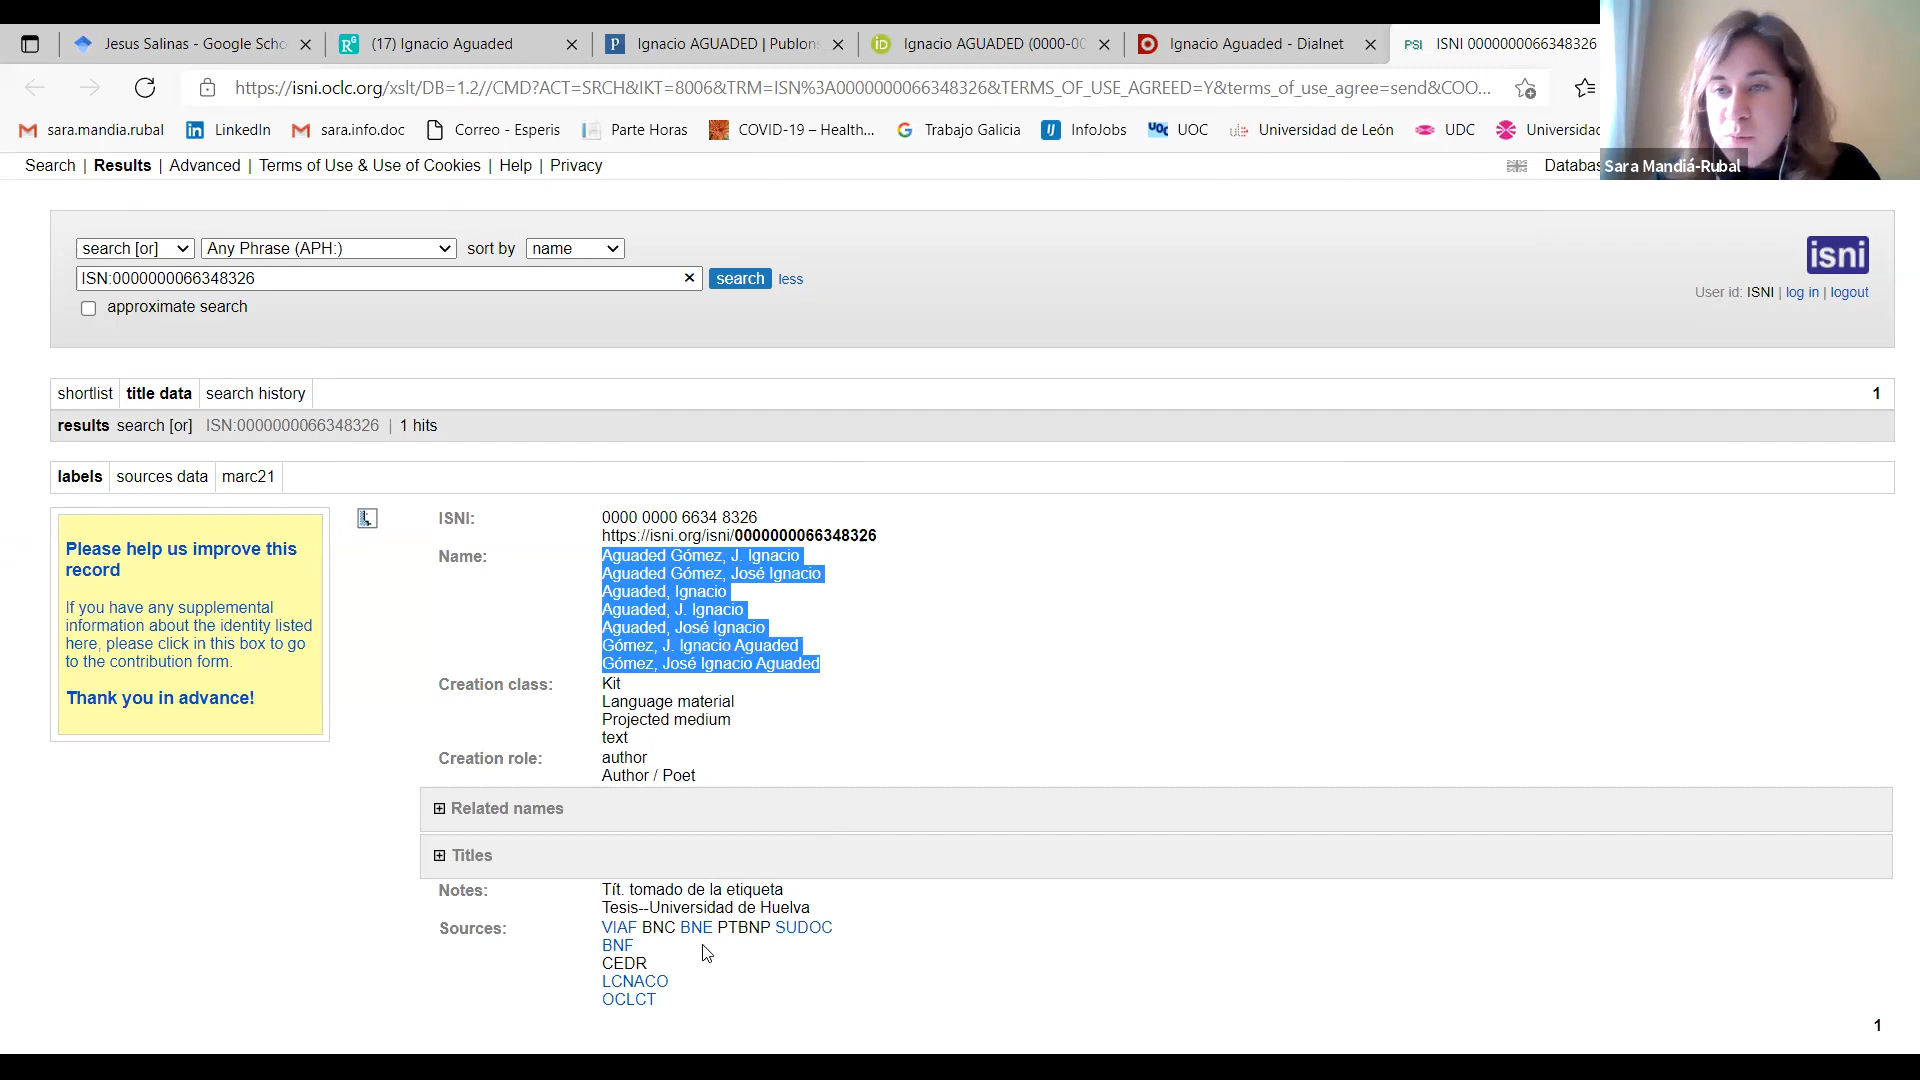 Jesus Salinas - Google Scho
(17) Ignacio Aguaded
Ignacio AGUADED | Publons
Ignacio AGUADED (0000-00
Ignacio Aguaded - Dialnet
PSI ISNI 0000000066348326
https://isni.oclc.org/xslt/DB=1.2//CMD?ACT=SRCH&IKT=8006&TRM=ISN%3A0000000066348326&TERMS_OF_USE_AGREED=Y&terms_of_use_agree=send&COO...
sara.mandia.rubal
LinkedIn
sara.info.doc
Correo - Esperis
Parte Horas
COVID-19 – Health...
Trabajo Galicia
InfoJobs
UOC
Universidad de León
UDC
Universidad
Search | Results | Advanced | Terms of Use & Use of Cookies | Help | Privacy
Databas
Sara Mandiá-Rubal
search [or] Any Phrase (APH:) sort by name
ISN:0000000066348326
search less
approximate search
isni
User id: ISNI | log in | logout
shortlist title data search history 1
results search [or] ISN:0000000066348326 | 1 hits
labels sources data marc21
Please help us improve this
record
If you have any supplemental
information about the identity listed
here, please click in this box to go
to the contribution form.
Thank you in advance!
ISNI: 0000 0000 6634 8326
https://isni.org/isni/0000000066348326
Name: Aguaded Gómez, J. Ignacio
Aguaded Gómez, José Ignacio
Aguaded, Ignacio
Aguaded, J. Ignacio
Aguaded, José Ignacio
Gómez, J. Ignacio Aguaded
Gómez, José Ignacio Aguaded
Creation class: Kit
Language material
Projected medium
text
Creation role: author
Author / Poet
Related names
Titles
Notes: Tít. tomado de la etiqueta
Tesis--Universidad de Huelva
Sources: VIAF BNC BNE PTBNP SUDOC
BNF
CEDR
LCNACO
OCLCT
1